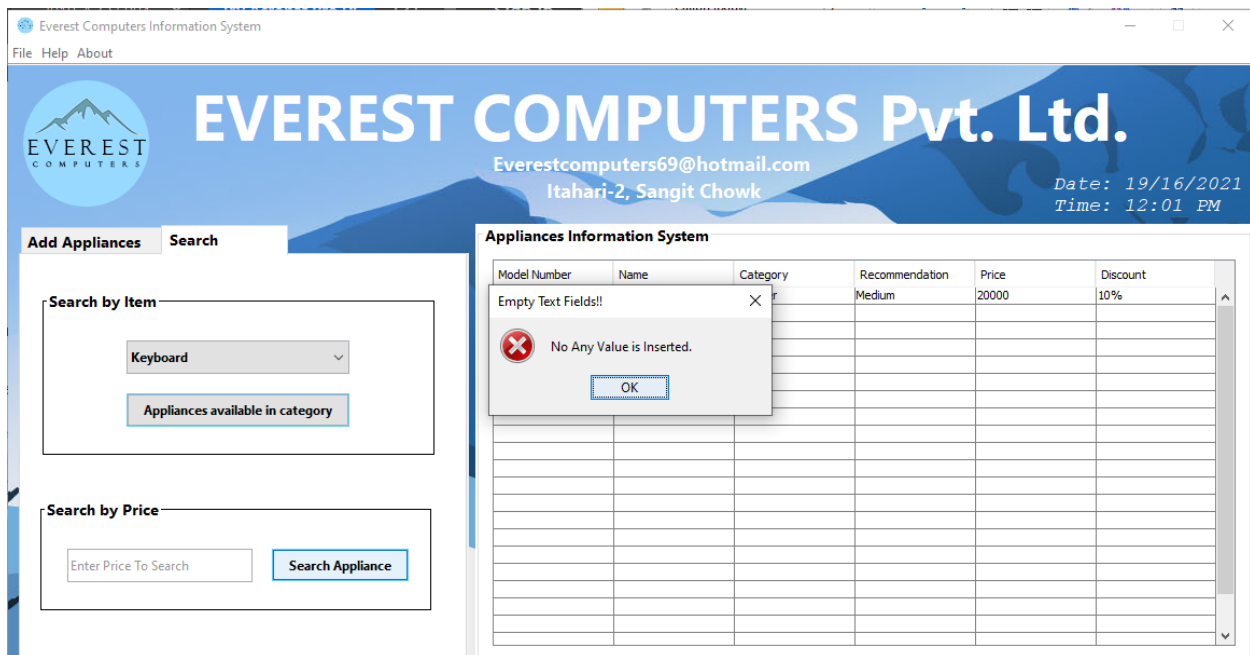 Everest Computers Information System
File Help About
EVEREST
COMPUTERS
EVEREST COMPUTERS Pvt. Ltd.
Everestcomputers69@hotmail.com
Itahari-2, Sangit Chowk
Date: 19/16/2021
Time: 12:01 PM
Add Appliances Search
Search by Item
Keyboard
Appliances available in category
Search by Price
Enter Price To Search
Search Appliance
Appliances Information System
Model Number Name Category Recommendation Price Discount
Medium 20000 10%
Empty Text Fields!!
No Any Value is Inserted.
OK